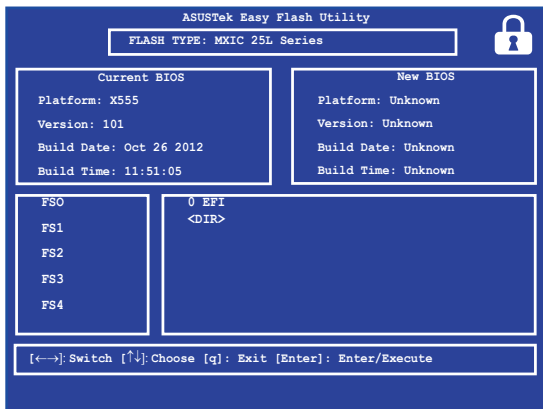 ASUSTek Easy Flash Utility
FLASH TYPE: MXIC 25L Series
Current BIOS
Platform: X555
Version: 101
Build Date: Oct 26 2012
Build Time: 11:51:05
New BIOS
Platform: Unknown
Version: Unknown
Build Date: Unknown
Build Time: Unknown
FSO
FS1
FS2
FS3
FS4
0 EFI
<DIR>
[←→]: Switch [↑↓]: Choose [q]: Exit [Enter]: Enter/Execute